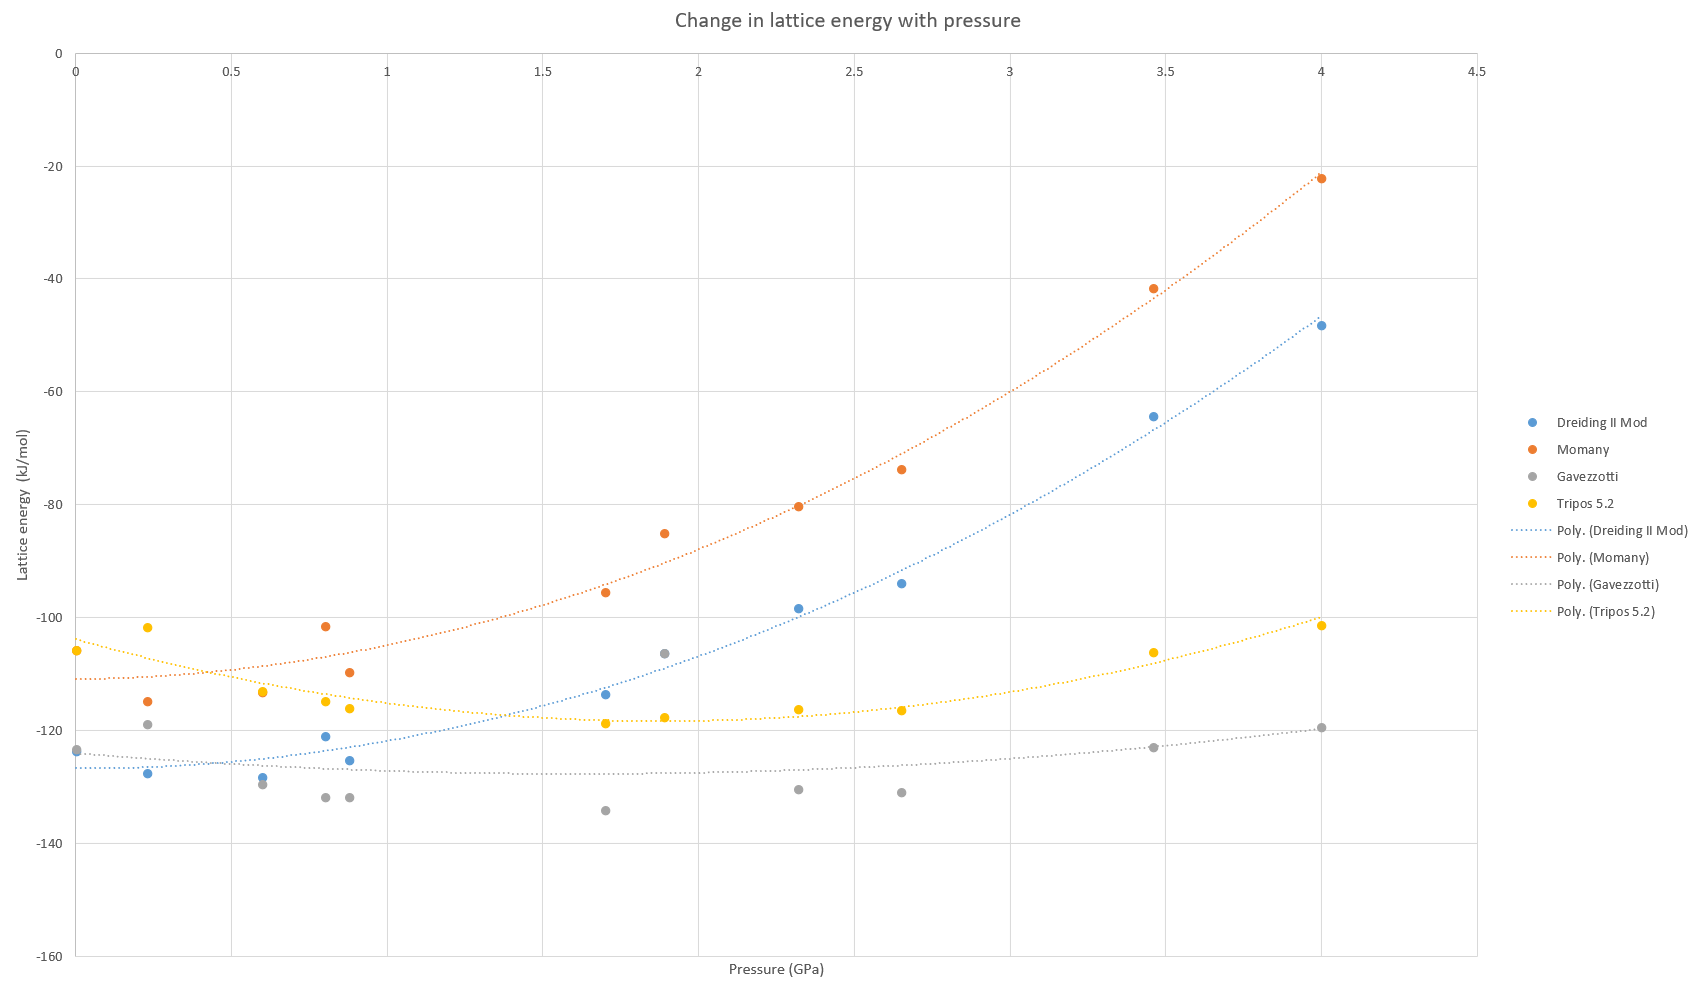 Change in lattice energy with pressure
0
0 0.5 1 1.5 2 2.5 3 3.5 4 4.5
-20
-40
-60
-80
-100
-120
-140
-160
Lattice energy (kJ/mol)
Pressure (GPa)
Dreiding II Mod
Momany
Gavezzotti
Tripos 5.2
Poly. (Dreiding II Mod)
Poly. (Momany)
Poly. (Gavezzotti)
Poly. (Tripos 5.2)